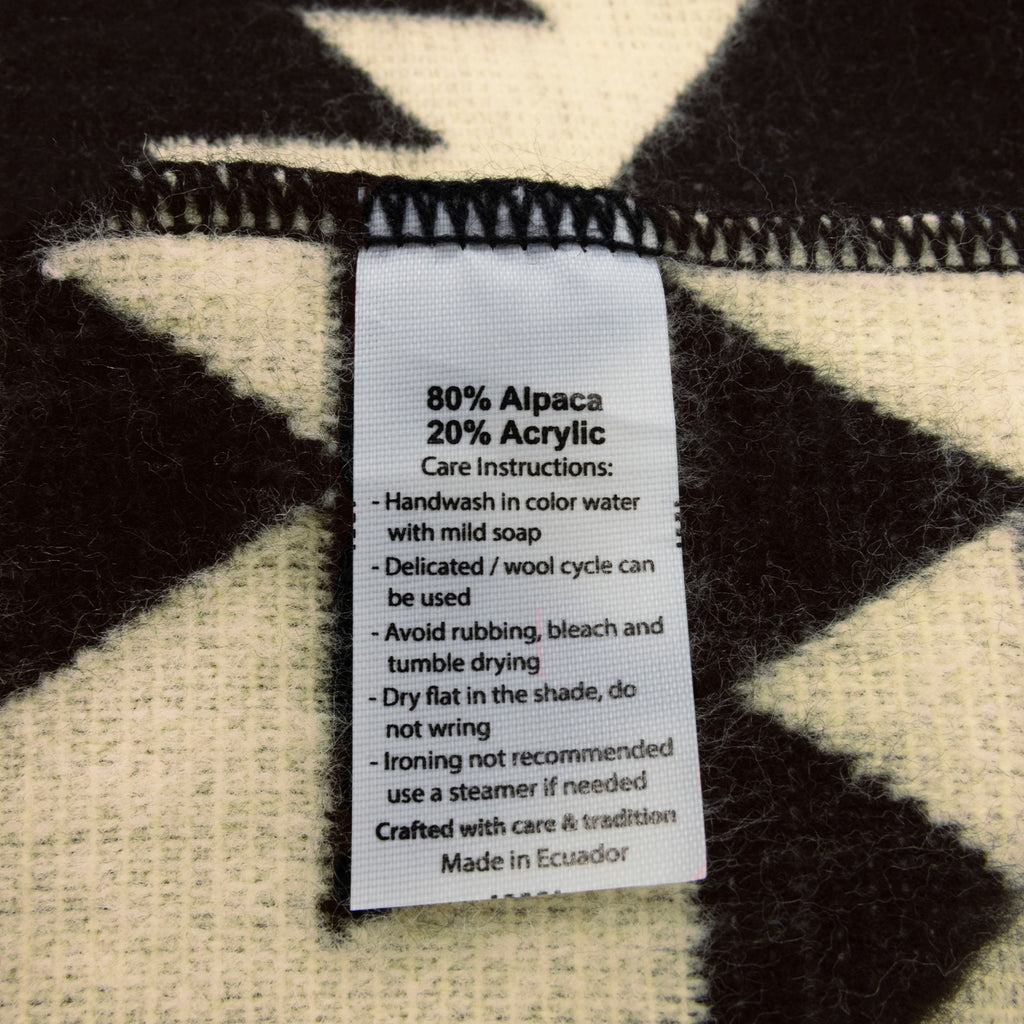 80% Alpaca
20% Acrylic
Care Instructions:
- Handwash in color water
with mild soap
- Delicated / wool cycle can
be used
- Avoid rubbing, bleach and
tumble drying
- Dry flat in the shade, do
not wring
- Ironing not recommended
use a steamer if needed
Crafted with care & tradition
Made in Ecuador